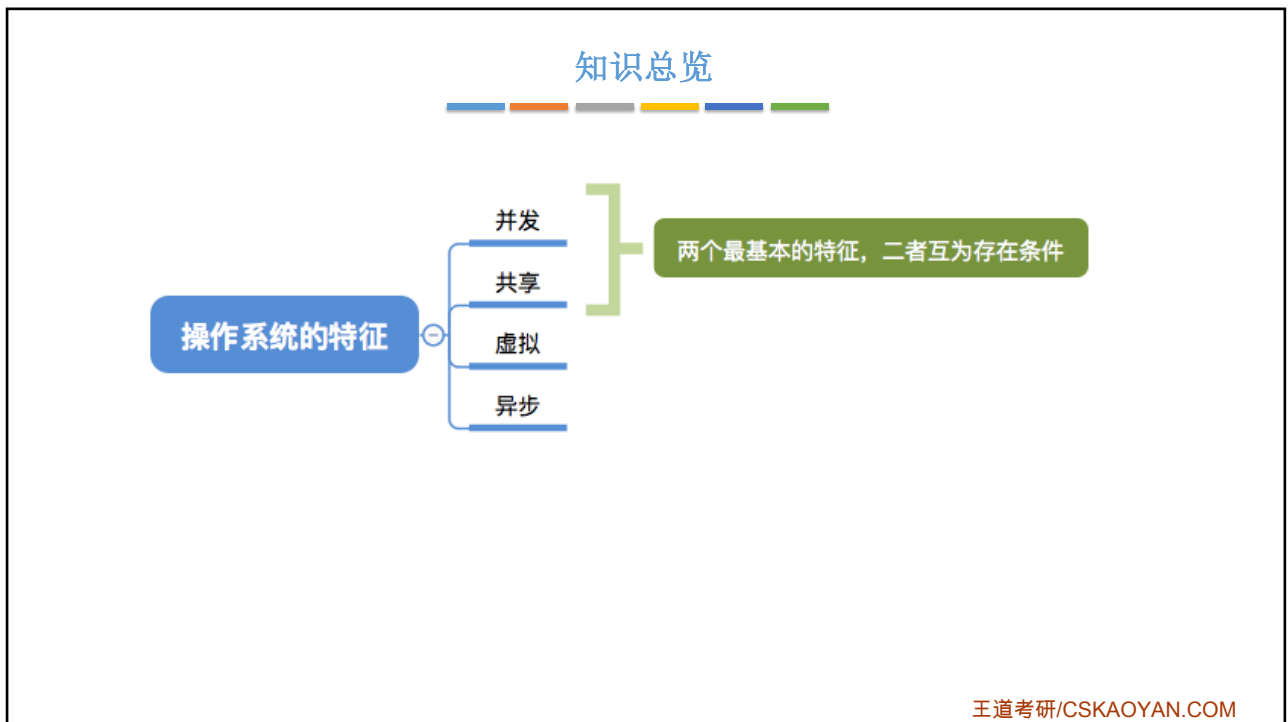 知识总览
并发
共享
两个最基本的特征，二者互为存在条件
操作系统的特征
虚拟
异步
王道考研/CSKAOYAN.COM